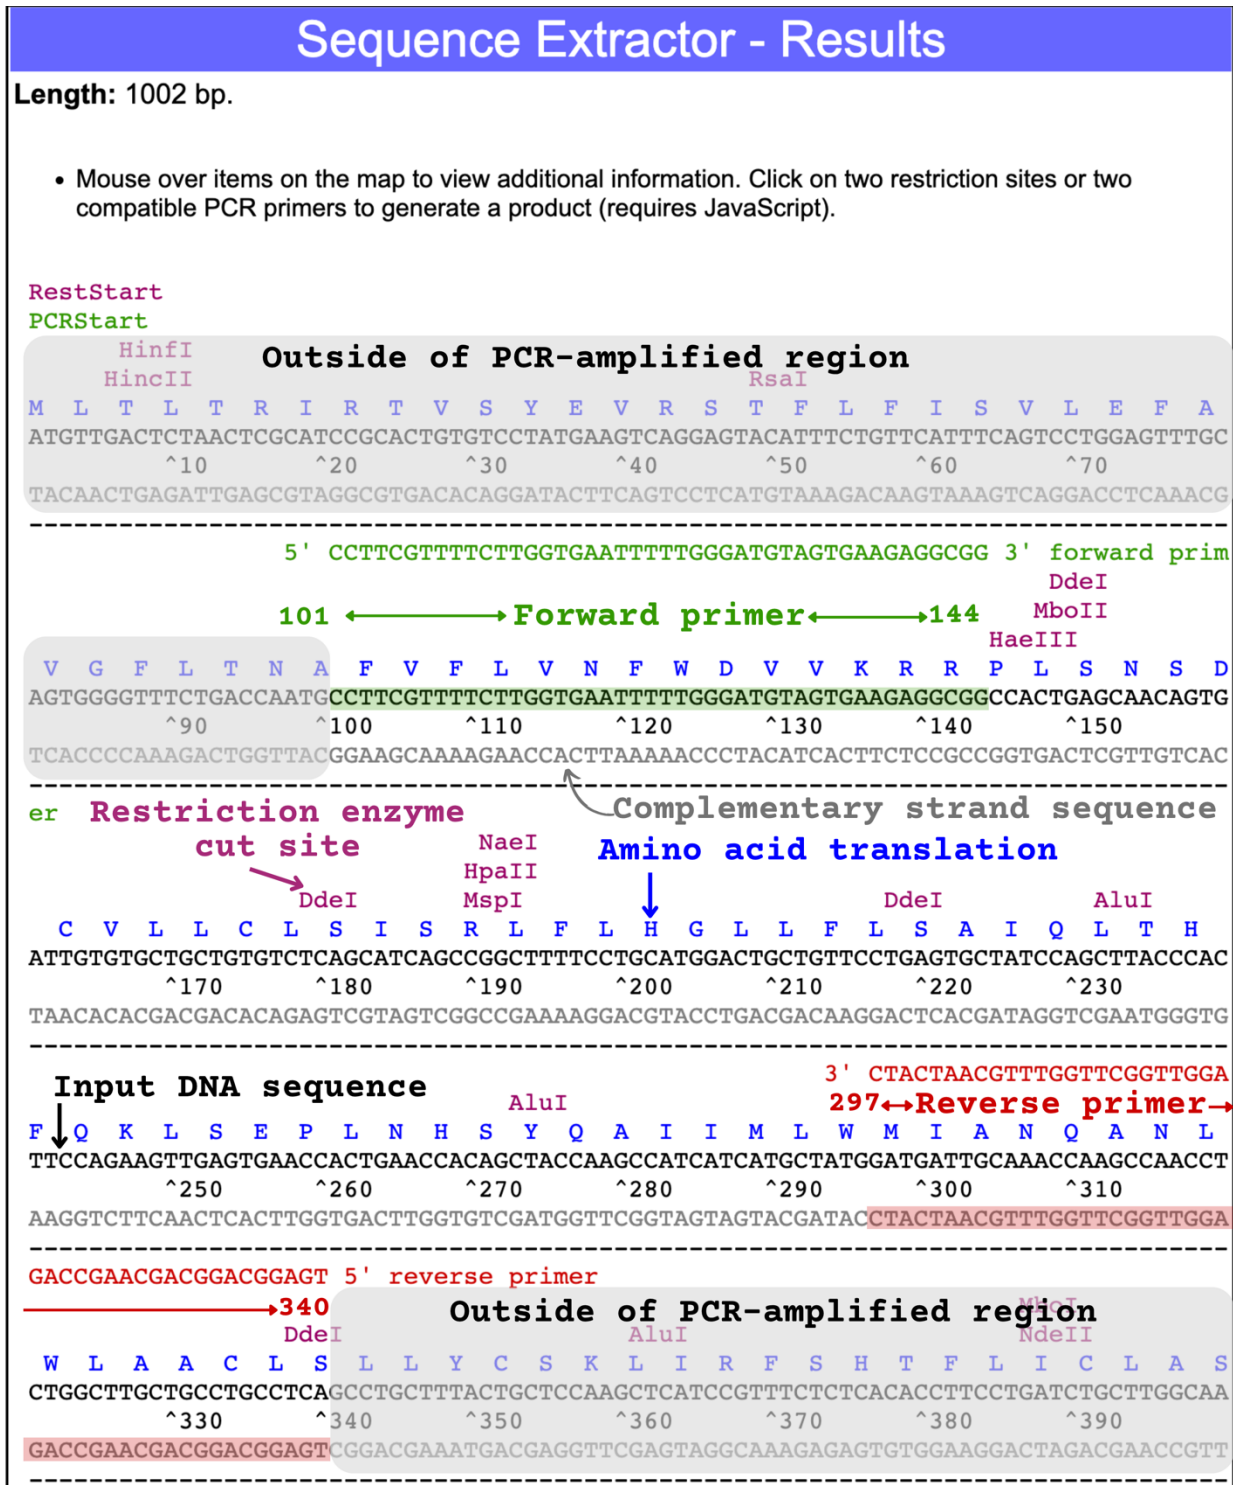 Sequence Extractor - Results
Length: 1002 bp.
• Mouse over items on the map to view additional information. Click on two restriction sites or two
compatible PCR primers to generate a product (requires JavaScript).
RestStart
PCRStart
HinfI
Outside of PCR-amplified region
HincII RsaI
M L T L T R I R T V S Y E V R S T F L F I S V L E F A
ATGTTGACTCTAACTCGCATCCGCACTGTGTCCTATGAAGTCAGGAGTACATTTCTGTTCATTTCAGTCCTGGAGTTTGC
^10 ^20 ^30 ^40 ^50 ^60 ^70
TACAACTGAGATTGAGCGTAGGCGTGACACAGGATACTTCAGTCCTCATGTAAAGACAAGTAAAGTCAGGACCTCAAACG
--------------------------------------------------------------------------------
5' CCTTCGTTTTCTTGGTGAATTTTTGGGATGTAGTGAAGAGGCGG 3' forward prim
DdeI
101 Forward primer 144 MboII
HaeIII
V G F L T N A F V F L V N F W D V V K R R P L S N S D
AGTGGGGTTTCTGACCAATGCCTTCGTTTTCTTGGTGAATTTTTGGGATGTAGTGAAGAGGCGGCCACTGAGCAACAGTG
^90 ^100 ^110 ^120 ^130 ^140 ^150
TCACCCCAAAGACTGGTTACGGAAGCAAAAGAACCACTTAAAAACCCTACATCACTTCTCCGCCGGTGACTCGTTGTCAC
--------------------------------------------------------------------------------
er Restriction enzyme cut site
Complementary strand sequence
NaeI
Amino acid translation
HpaII
DdeI MspI DdeI AluI
C V L L C L S I S R L F L H G L L F L S A I Q L T H
ATTGTGTGCTGCTGTGTCTCAGCATCAGCCGGCTTTTCCTGCATGGACTGCTGTTCCTGAGTGCTATCCAGCTTACCCAC
^170 ^180 ^190 ^200 ^210 ^220 ^230
TAACACACGACGACACAGAGTCGTAGTCGGCCGAAAAGGACGTACCTGACGACAAGGACTCACGATAGGTCGAATGGGTG
--------------------------------------------------------------------------------
3' CTACTAACGTTTGGTTCGGTTGGA
Input DNA sequence
AluI 297 Reverse primer
F Q K L S E P L N H S Y Q A I I M L W M I A N Q A N L
TTCCAGAAGTTGAGTGAACCACTGAACCACAGCTACCAAGCCATCATCATGCTATGGATGATTGCAAACCAAGCCAACCT
^250 ^260 ^270 ^280 ^290 ^300 ^310
AAGGTCTTCAACTCACTTGGTGACTTGGTGTCGATGGTTCGGTAGTAGTACGATACCTACTAACGTTTGGTTCGGTTGGA
--------------------------------------------------------------------------------
GACCGAACGACGGACGGAGT 5' reverse primer
340 Outside of PCR-amplified region MboI
DdeI AluI NdeII
W L A A C L S L L Y C S K L I R F S H T F L I C L A S
CTGGCTTGCTGCCTGCCTCAGCCTGCTTTACTGCTCCAAGCTCATCCGTTTCTCTCACACCTTCCTGATCTGCTTGGCAA
^330 ^340 ^350 ^360 ^370 ^380 ^390
GACCGAACGACGGACGGAGTCGGACGAAATGACGAGGTTCGAGTAGGCAAAGAGAGTGTGGAAGGACTAGACGAACCGTT
--------------------------------------------------------------------------------